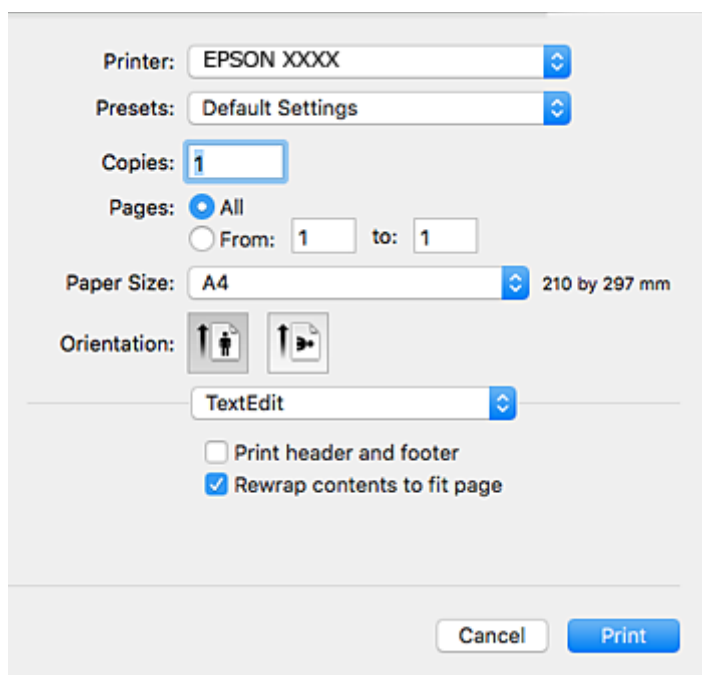 Printer: EPSON XXXX
Presets: Default Settings
Copies: 1
Pages: All
From: 1 to: 1
Paper Size: A4 210 by 297 mm
Orientation:
TextEdit
Print header and footer
Rewrap contents to fit page
Cancel Print